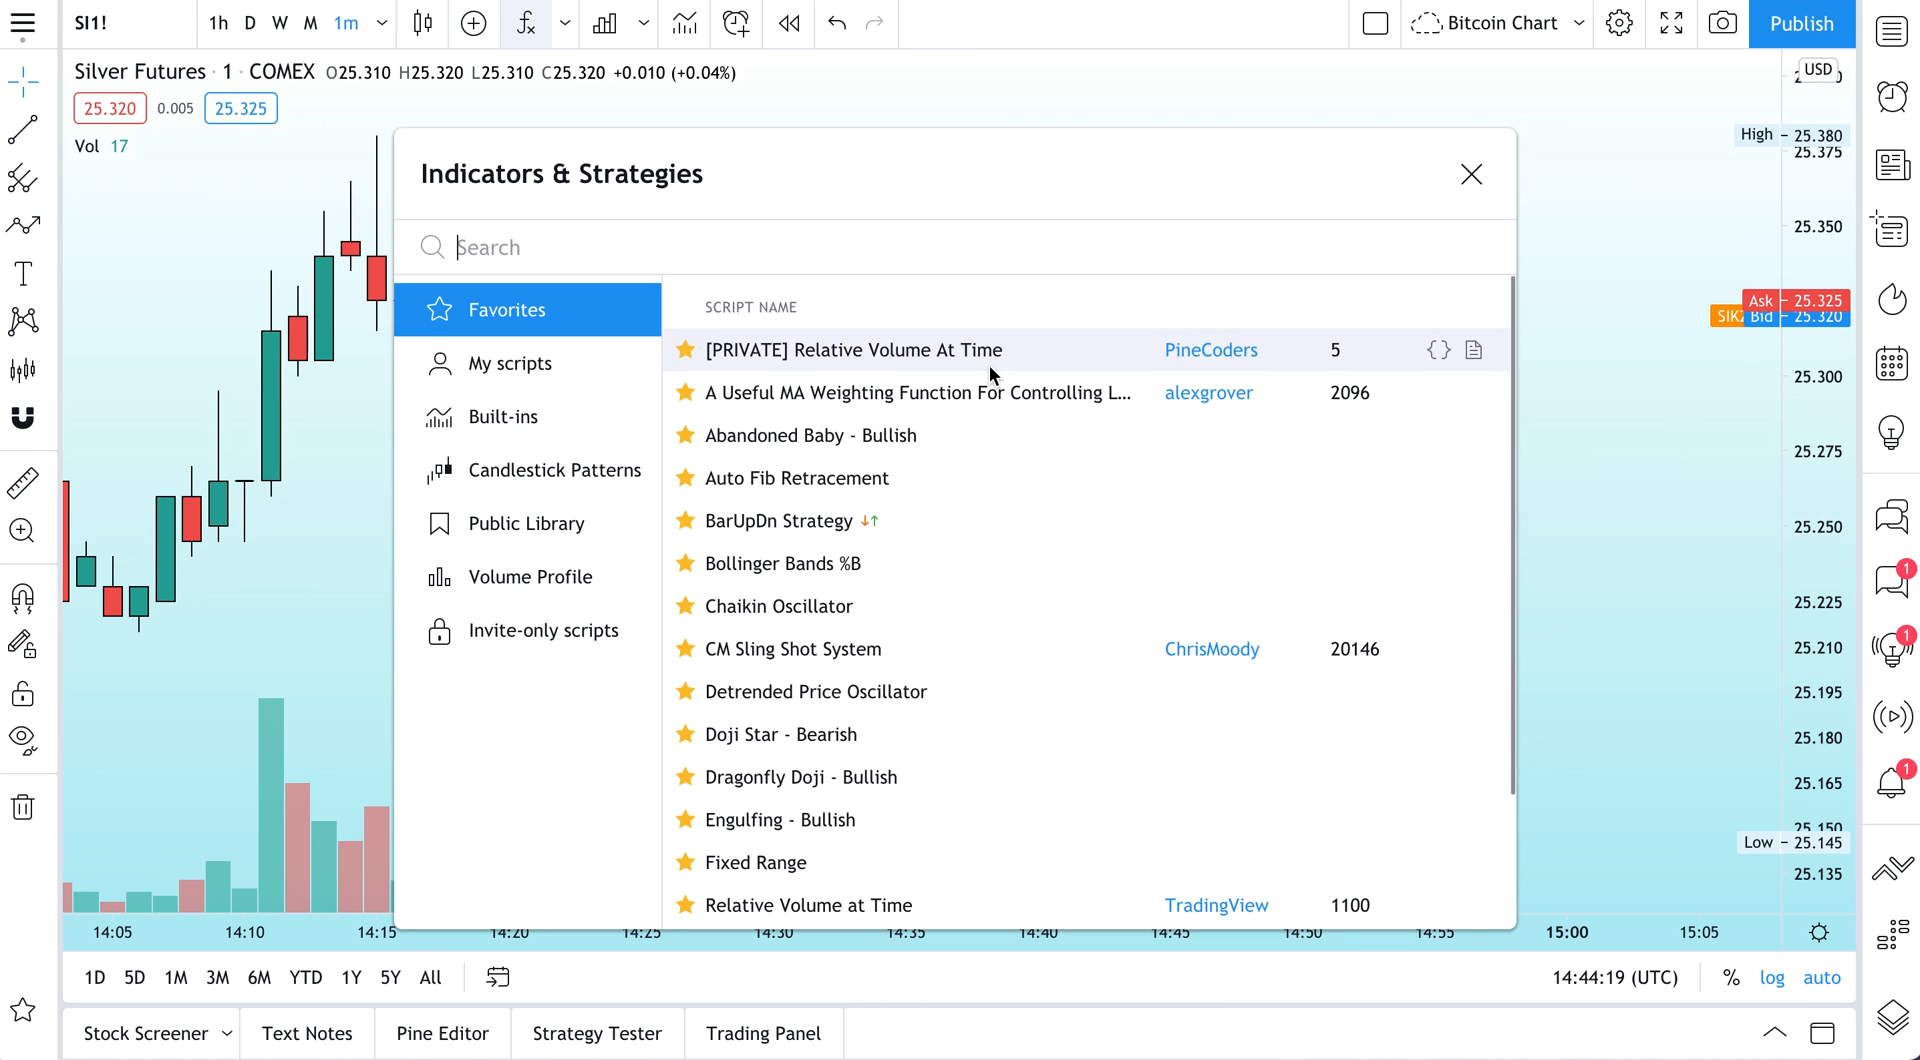 SI1! 1h D W M 1m Bitcoin Chart Publish
Silver Futures · 1 · COMEX O25.310 H25.320 L25.310 C25.320 +0.010 (+0.04%) USD
25.320 0.005 25.325
Vol 17
Indicators & Strategies
Search
Favorites
My scripts
Built-ins
Candlestick Patterns
Public Library
Volume Profile
Invite-only scripts
SCRIPT NAME
[PRIVATE] Relative Volume At Time PineCoders 5 {}
A Useful MA Weighting Function For Controlling L... alexgrover 2096
Abandoned Baby - Bullish
Auto Fib Retracement
BarUpDn Strategy
Bollinger Bands %B
Chaikin Oscillator
CM Sling Shot System ChrisMoody 20146
Detrended Price Oscillator
Doji Star - Bearish
Dragonfly Doji - Bullish
Engulfing - Bullish
Fixed Range
Relative Volume at Time TradingView 1100
High – 25.380
25.375
25.350
Ask – 25.325
Bid – 25.320
25.300
25.275
25.250
25.225
25.210
25.195
25.180
25.165
25.150
Low – 25.145
25.135
1
1
1
14:05 14:10 14:15 14:20 14:25 14:30 14:35 14:40 14:45 14:50 14:55 15:00 15:05
1D 5D 1M 3M 6M YTD 1Y 5Y All 14:44:19 (UTC) % log auto
Stock Screener Text Notes Pine Editor Strategy Tester Trading Panel